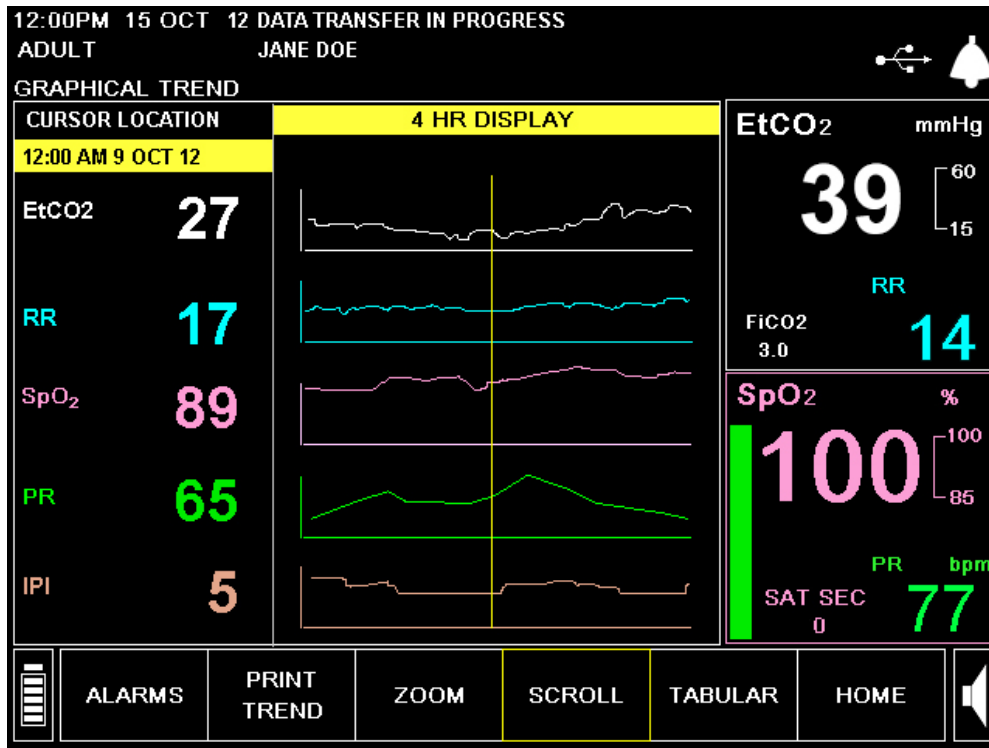 12:00PM 15 OCT 12 DATA TRANSFER IN PROGRESS
ADULT JANE DOE
GRAPHICAL TREND
CURSOR LOCATION
12:00 AM 9 OCT 12
EtCO2 27
RR 17
SpO₂ 89
PR 65
IPI 5
4 HR DISPLAY
EtCO2 mmHg
39
60
15
RR
FiCO2
3.0
14
SpO2 %
100
100
85
PR bpm
SAT SEC
0
77
ALARMS
PRINT
TREND
ZOOM
SCROLL
TABULAR
HOME